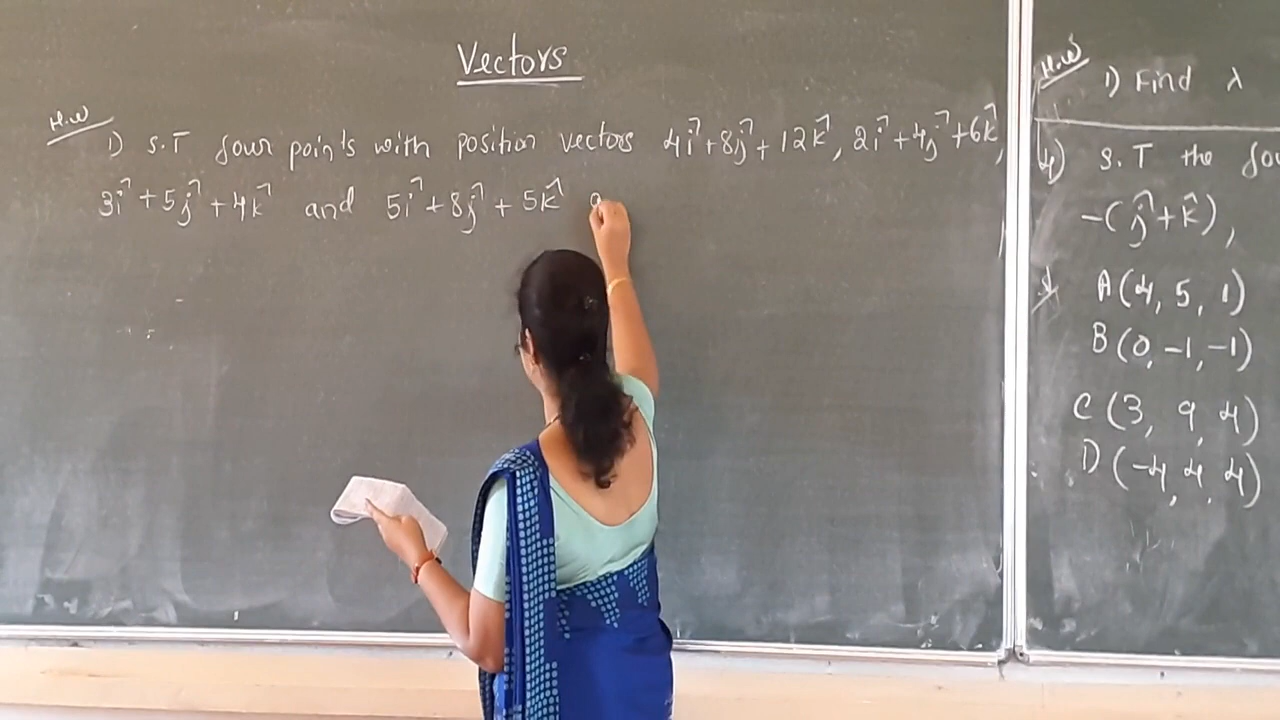 Vectors
H.W
1) S.T four points with position vectors 4i⃗+8j⃗+12k⃗, 2i⃗+4j⃗+6k⃗,
3i⃗+5j⃗+4k⃗ and 5i⃗+8j⃗+5k⃗
H.W
1) Find λ
4) S.T the fou
-(ĵ+k̂),
A(4, 5, 1)
B(0, -1, -1)
C(3, 9, 4)
D(-4, 4, 4)